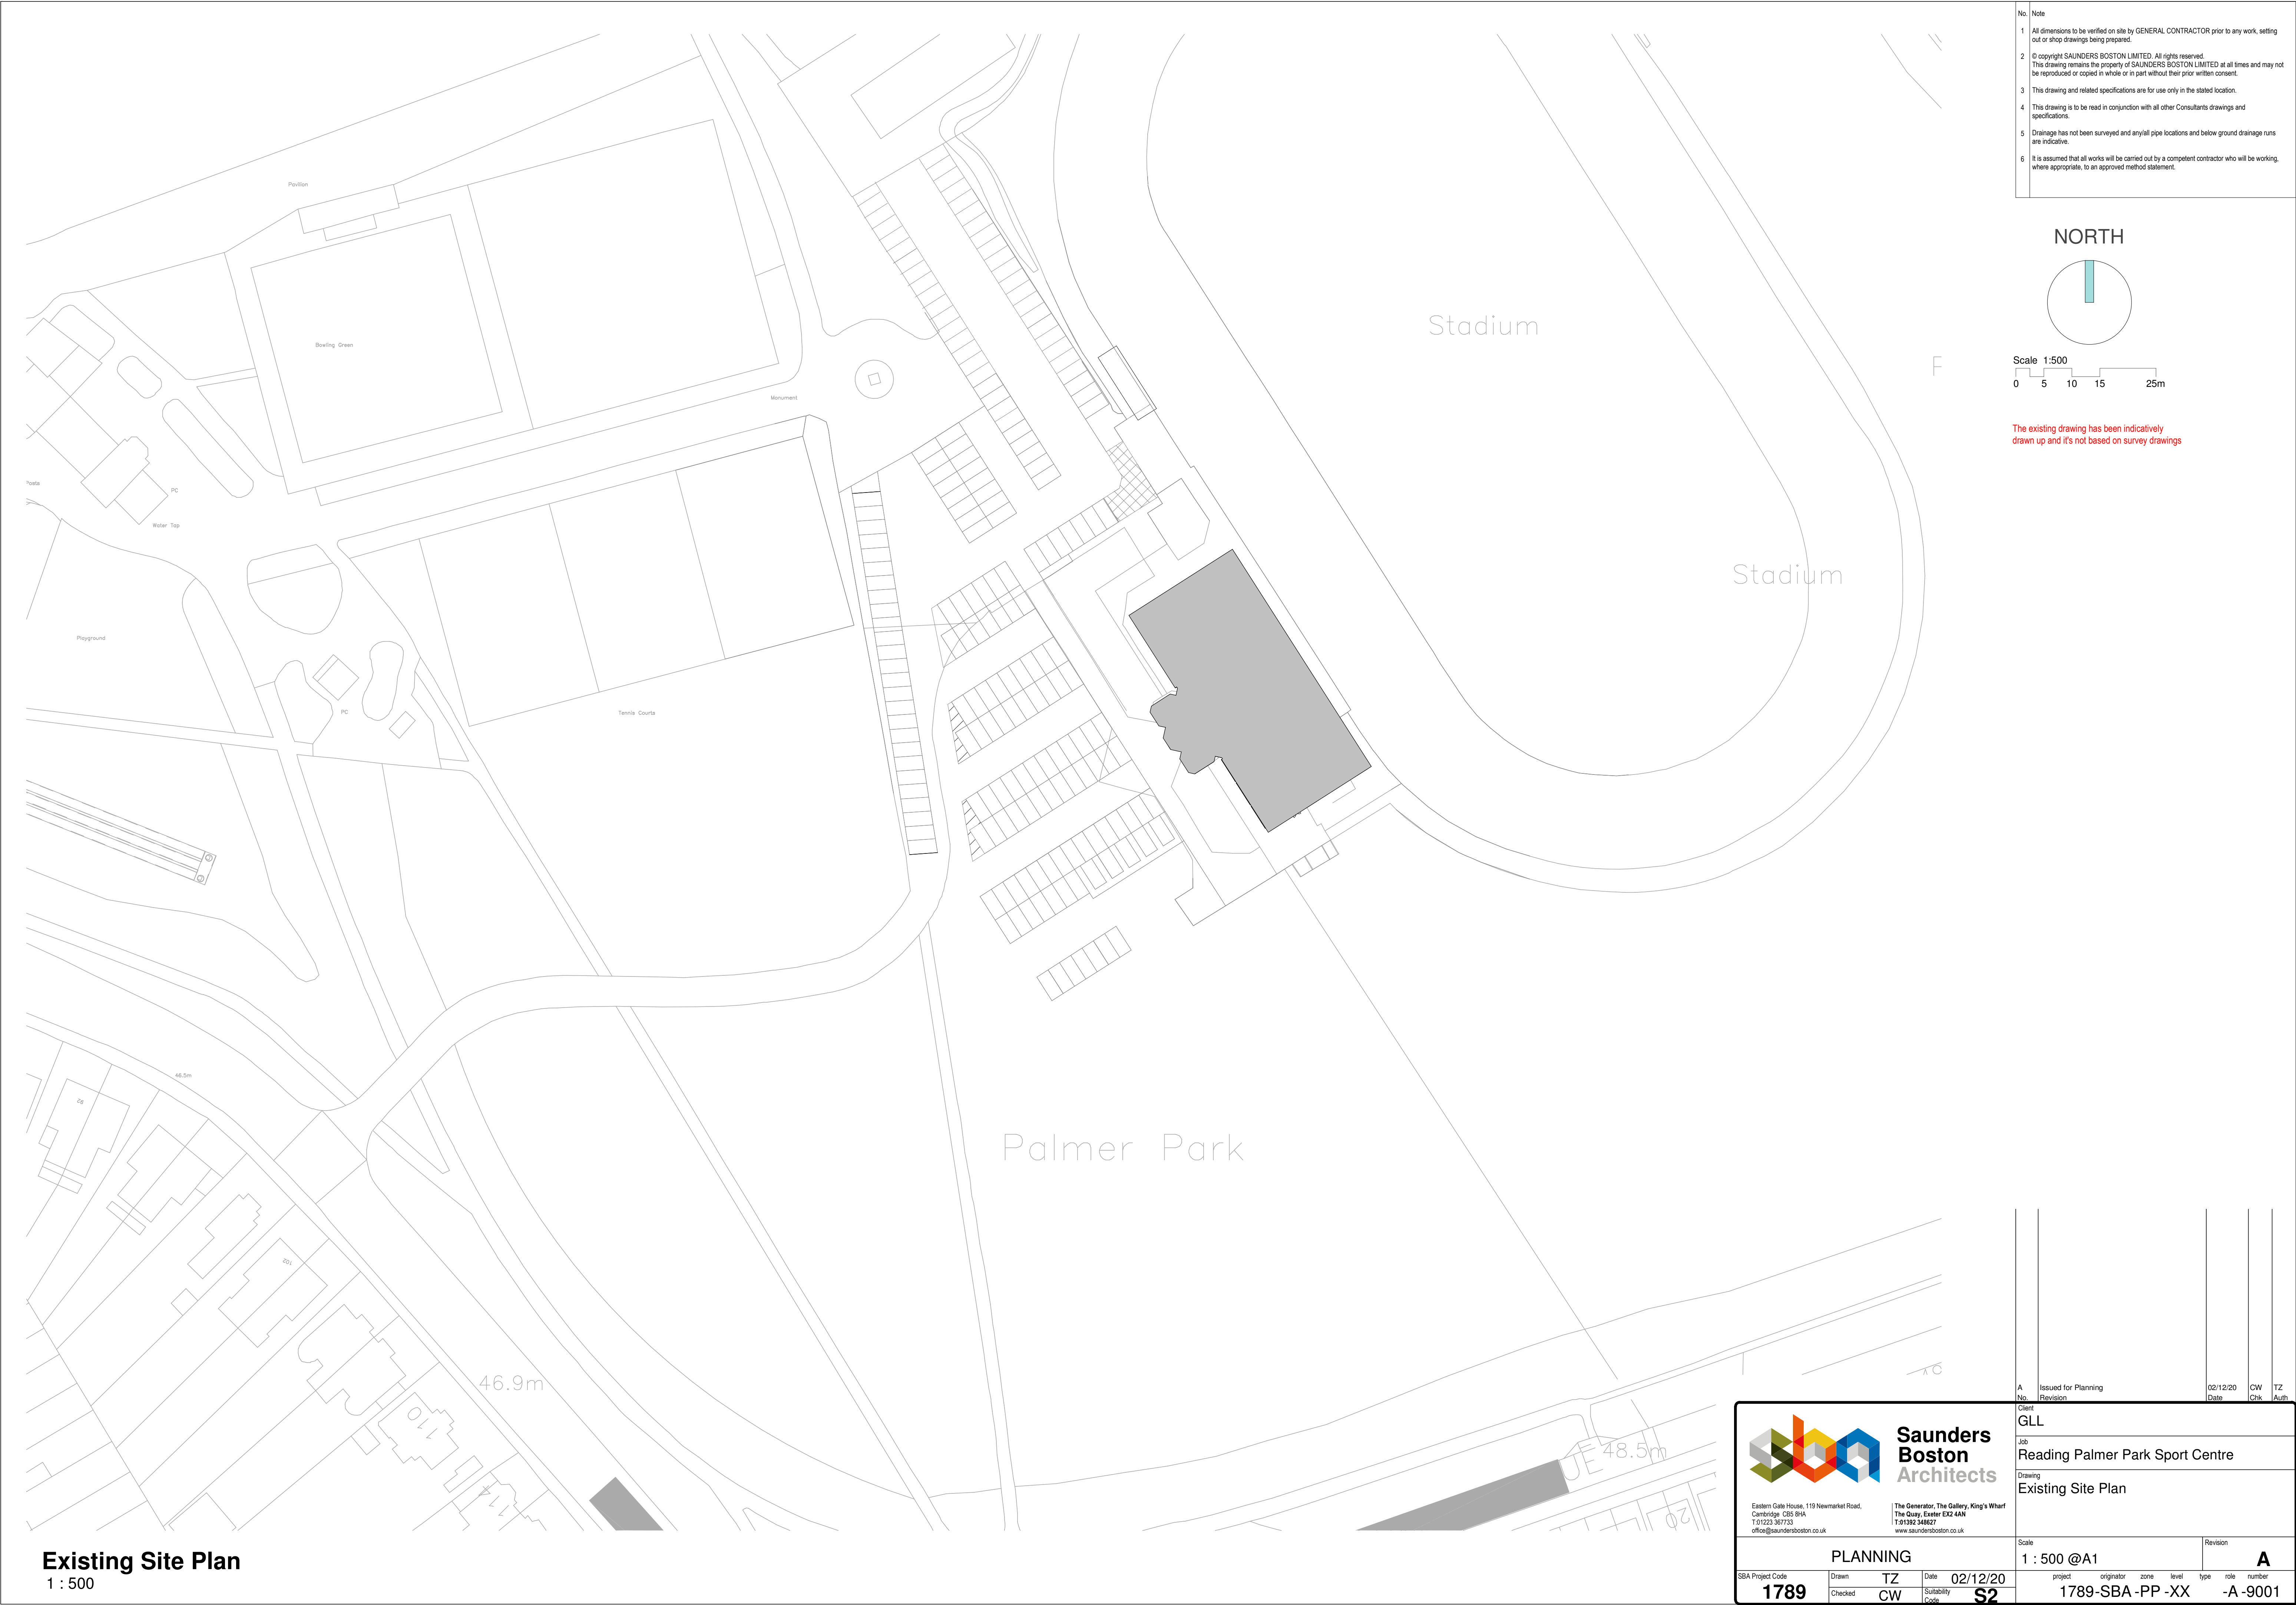 No. Note
1 All dimensions to be verified on site by GENERAL CONTRACTOR prior to any work, setting
out or shop drawings being prepared.
2 © copyright SAUNDERS BOSTON LIMITED. All rights reserved.
This drawing remains the property of SAUNDERS BOSTON LIMITED at all times and may not
be reproduced or copied in whole or in part without their prior written consent.
3 This drawing and related specifications are for use only in the stated location.
4 This drawing is to be read in conjunction with all other Consultants drawings and
specifications.
5 Drainage has not been surveyed and any/all pipe locations and below ground drainage runs
are indicative.
6 It is assumed that all works will be carried out by a competent contractor who will be working,
where appropriate, to an approved method statement.
NORTH
Scale 1:500
0 5 10 15 25m
The existing drawing has been indicatively
drawn up and it's not based on survey drawings
Pavilion
Bowling Green
Monument
Stadium
Stadium
PC
Water Tap
Playground
PC
Tennis Courts
46.5m
82
102
110
114
46.9m
Palmer Park
48.5m
20
A Issued for Planning 02/12/20 CW TZ
No. Revision Date Chk Auth
Client
GLL
Job
Reading Palmer Park Sport Centre
Drawing
Existing Site Plan
Scale
1 : 500 @A1
Revision
A
project originator zone level type role number
1789-SBA -PP -XX -A -9001
sba
Saunders
Boston
Architects
Eastern Gate House, 119 Newmarket Road,
Cambridge CB5 8HA
T:01223 367733
office@saundersboston.co.uk
The Generator, The Gallery, King's Wharf
The Quay, Exeter EX2 4AN
T:01392 348627
www.saundersboston.co.uk
PLANNING
SBA Project Code
1789
Drawn TZ
Checked CW
Date 02/12/20
Suitability
Code S2
Existing Site Plan
1 : 500